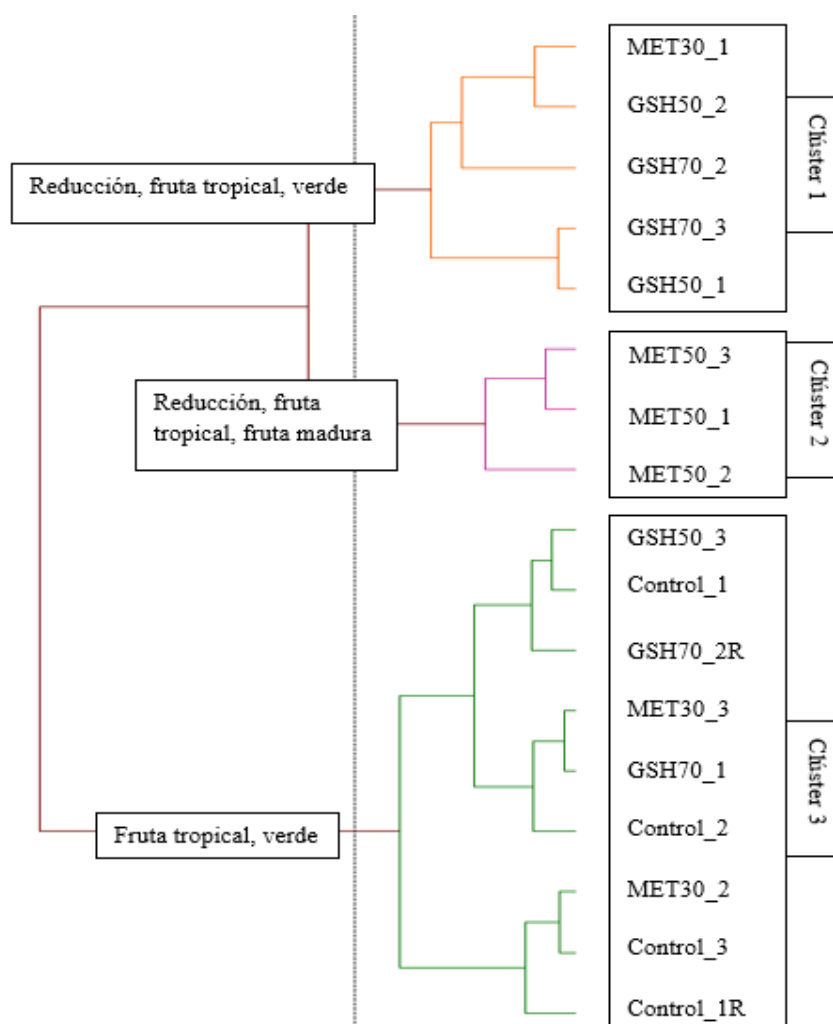 MET30_1
GSH50_2
Reducción, fruta tropical, verde
GSH70_2
GSH70_3
GSH50_1
Clúster 1
MET50_3
Reducción, fruta
tropical, fruta madura
MET50_1
MET50_2
Clúster 2
GSH50_3
Control_1
GSH70_2R
MET30_3
GSH70_1
Fruta tropical, verde
Control_2
MET30_2
Control_3
Control_1R
Clúster 3